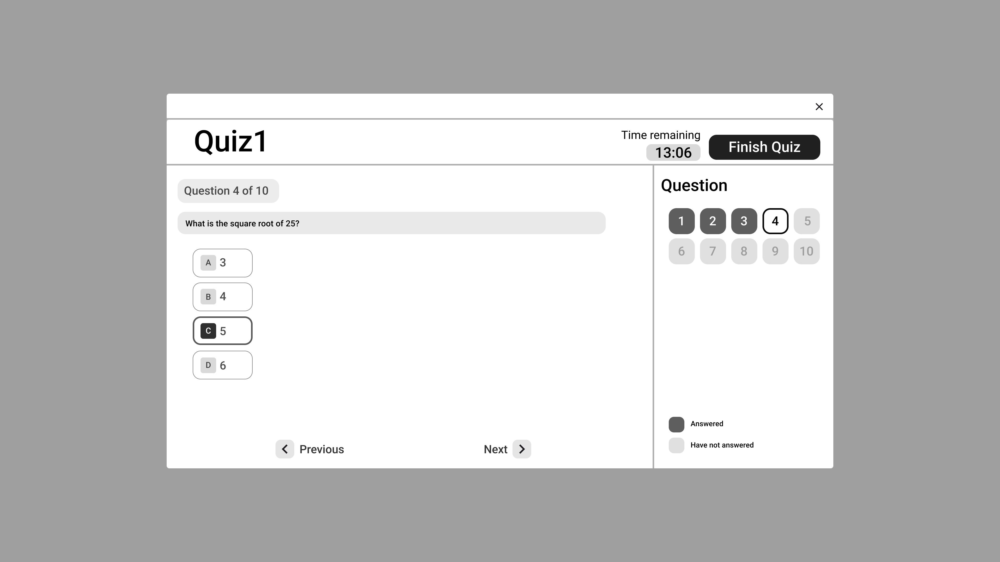 Quiz1
Time remaining
13:06
Finish Quiz
Question 4 of 10
What is the square root of 25?
A 3
B 4
C 5
D 6
Previous
Next
Question
1 2 3 4 5
6 7 8 9 10
Answered
Have not answered